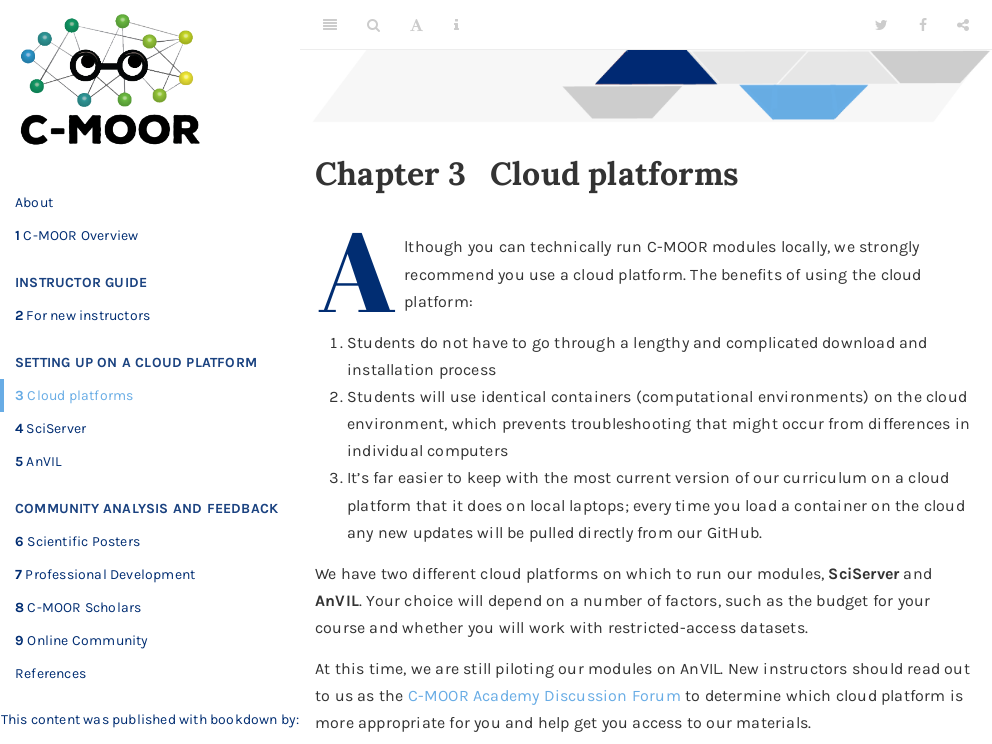 C-MOOR
About
1 C-MOOR Overview
INSTRUCTOR GUIDE
2 For new instructors
SETTING UP ON A CLOUD PLATFORM
3 Cloud platforms
4 SciServer
5 AnVIL
COMMUNITY ANALYSIS AND FEEDBACK
6 Scientific Posters
7 Professional Development
8 C-MOOR Scholars
9 Online Community
References
This content was published with bookdown by:
A i
Chapter 3 Cloud platforms
Although you can technically run C-MOOR modules locally, we strongly
recommend you use a cloud platform. The benefits of using the cloud
platform:
1. Students do not have to go through a lengthy and complicated download and
installation process
2. Students will use identical containers (computational environments) on the cloud
environment, which prevents troubleshooting that might occur from differences in
individual computers
3. It's far easier to keep with the most current version of our curriculum on a cloud
platform that it does on local laptops; every time you load a container on the cloud
any new updates will be pulled directly from our GitHub.
We have two different cloud platforms on which to run our modules, SciServer and
AnVIL. Your choice will depend on a number of factors, such as the budget for your
course and whether you will work with restricted-access datasets.
At this time, we are still piloting our modules on AnVIL. New instructors should read out
to us as the C-MOOR Academy Discussion Forum to determine which cloud platform is
more appropriate for you and help get you access to our materials.